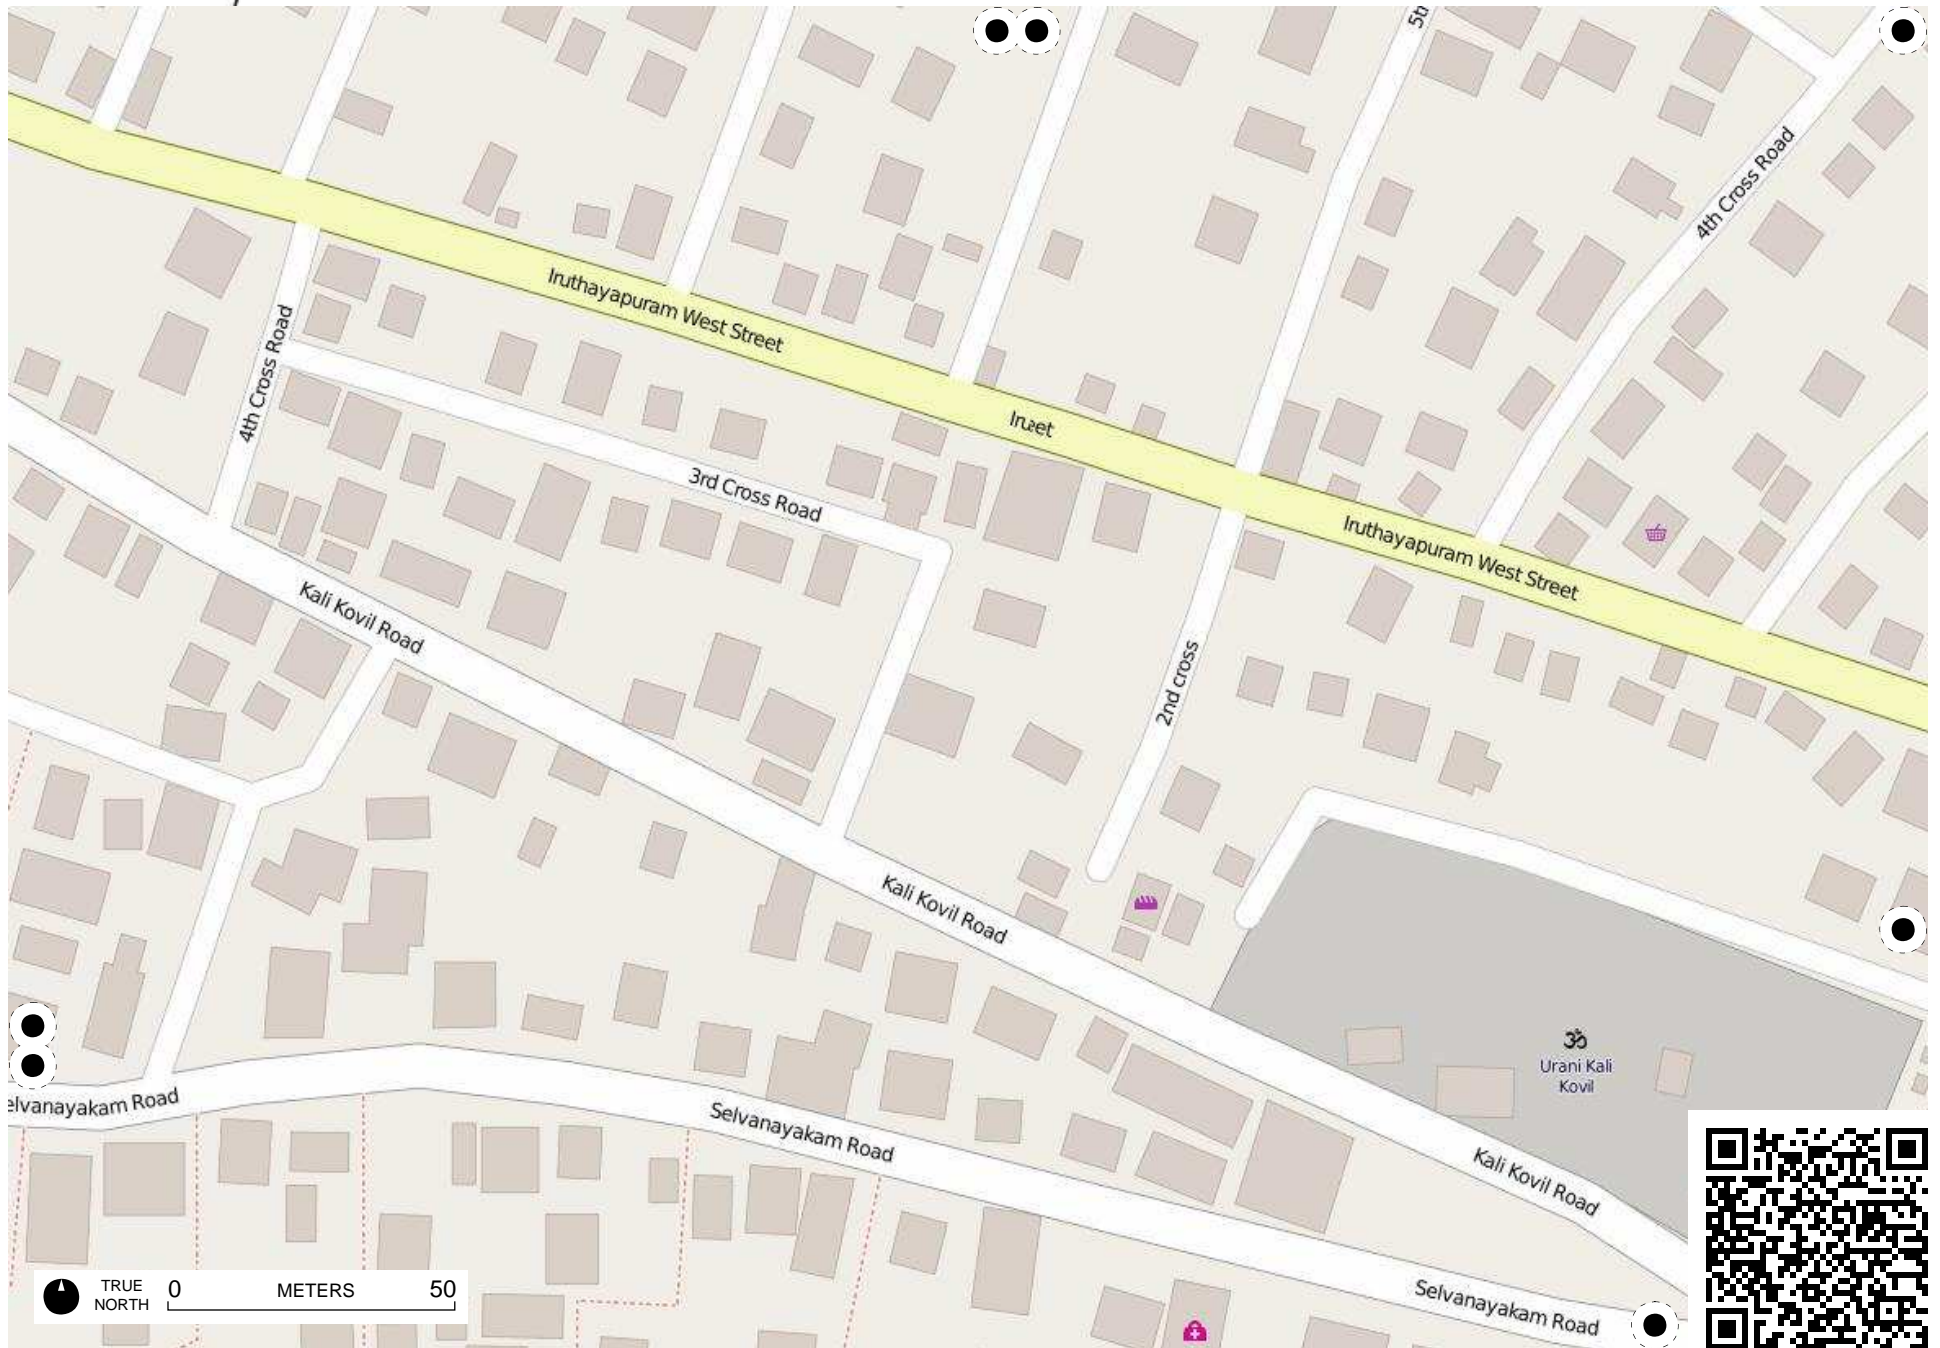 5th
4th Cross Road
Iruthayapuram West Street
4th Cross Road
Irueet
3rd Cross Road
Iruthayapuram West Street
Kali Kovil Road
2nd cross
Kali Kovil Road
ॐ
Urani Kali
Kovil
elvanayakam Road
Selvanayakam Road
Kali Kovil Road
TRUE
NORTH
0 METERS 50
Selvanayakam Road